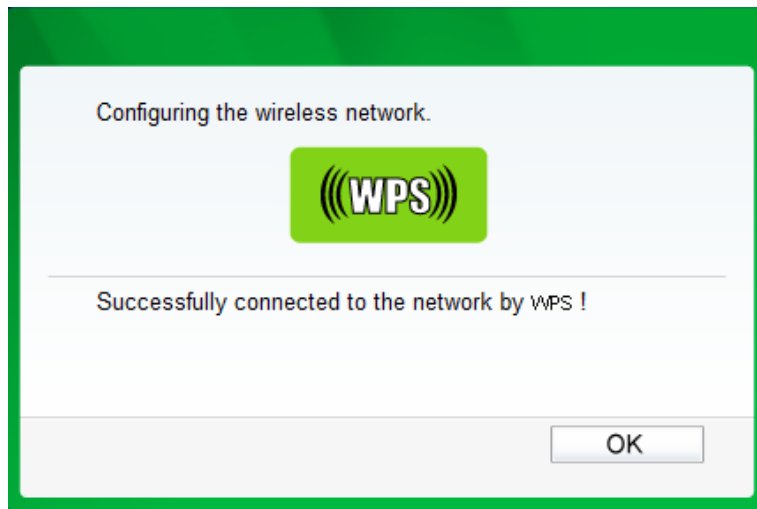 Configuring the wireless network.
(((WPS)))
Successfully connected to the network by WPS !
OK